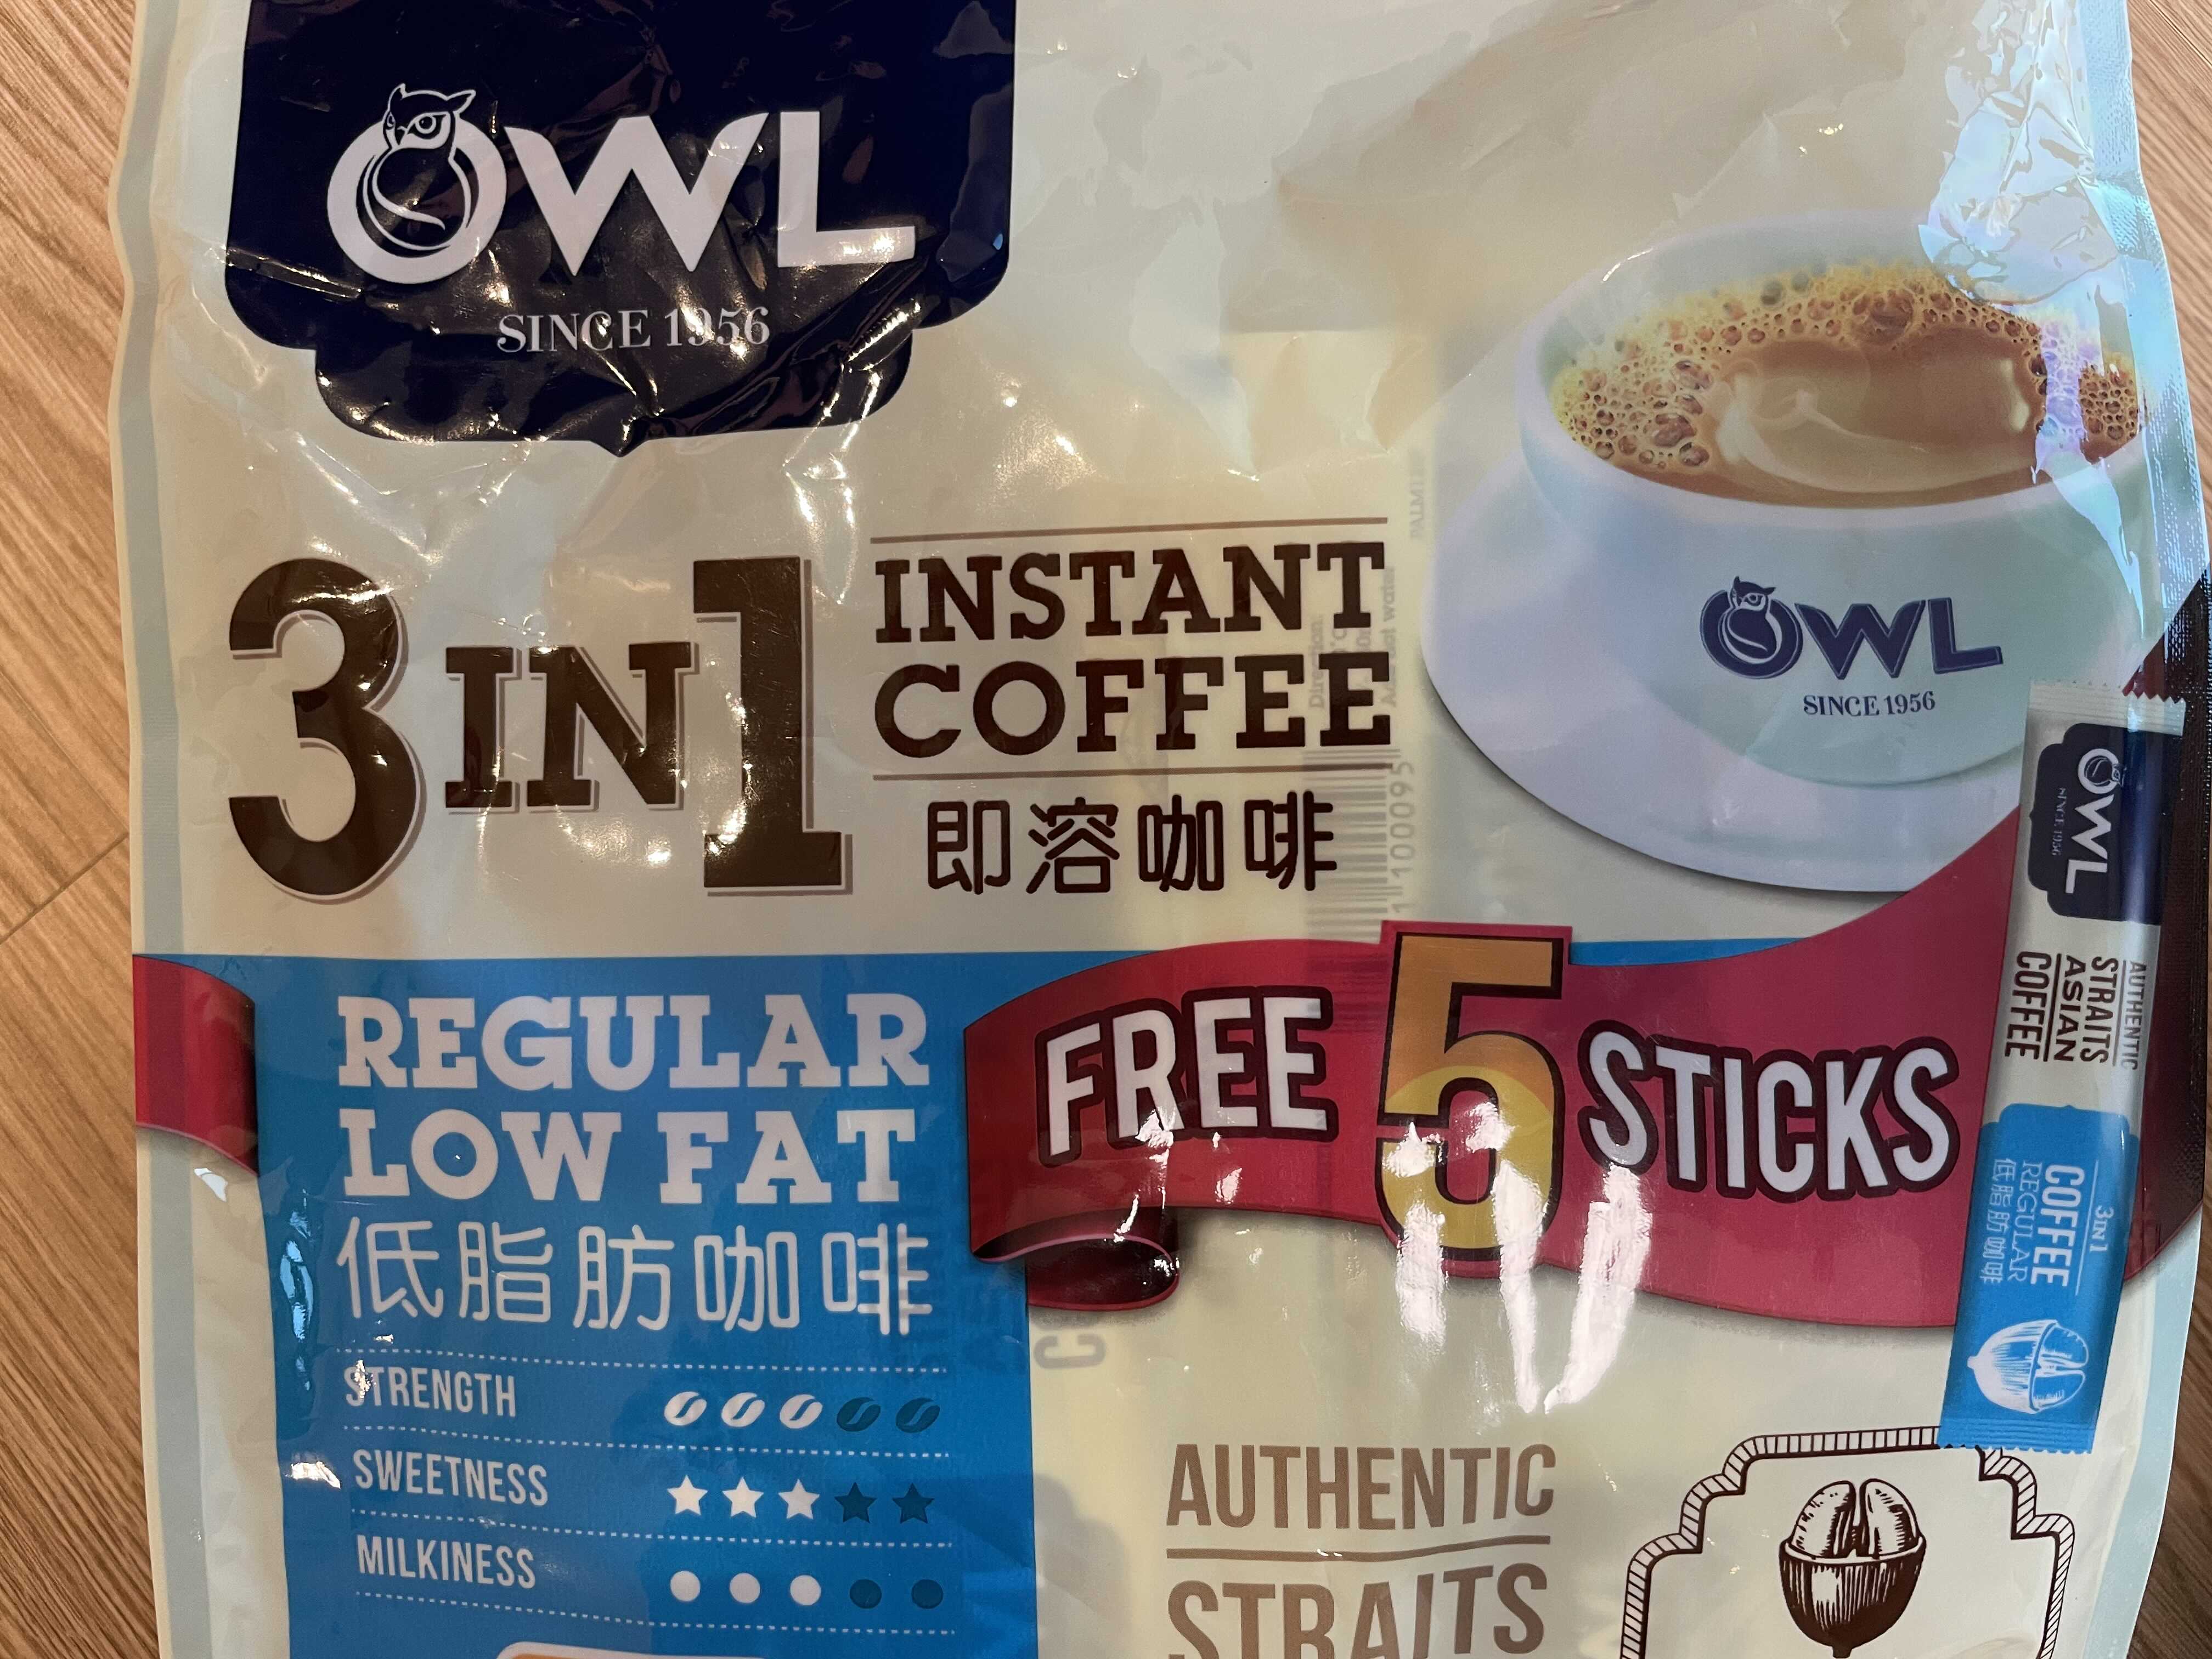 OWL
SINCE 1956
3 IN 1
INSTANT
COFFEE
即溶咖啡
OWL
SINCE 1956
REGULAR
LOW FAT
低脂肪咖啡
FREE 5 STICKS
OWL
SINCE 1956
AUTHENTIC
STRAITS
ASIAN
COFFEE
3IN1
COFFEE
REGULAR
低脂肪咖啡
STRENGTH
SWEETNESS
MILKINESS
AUTHENTIC
STRAITS